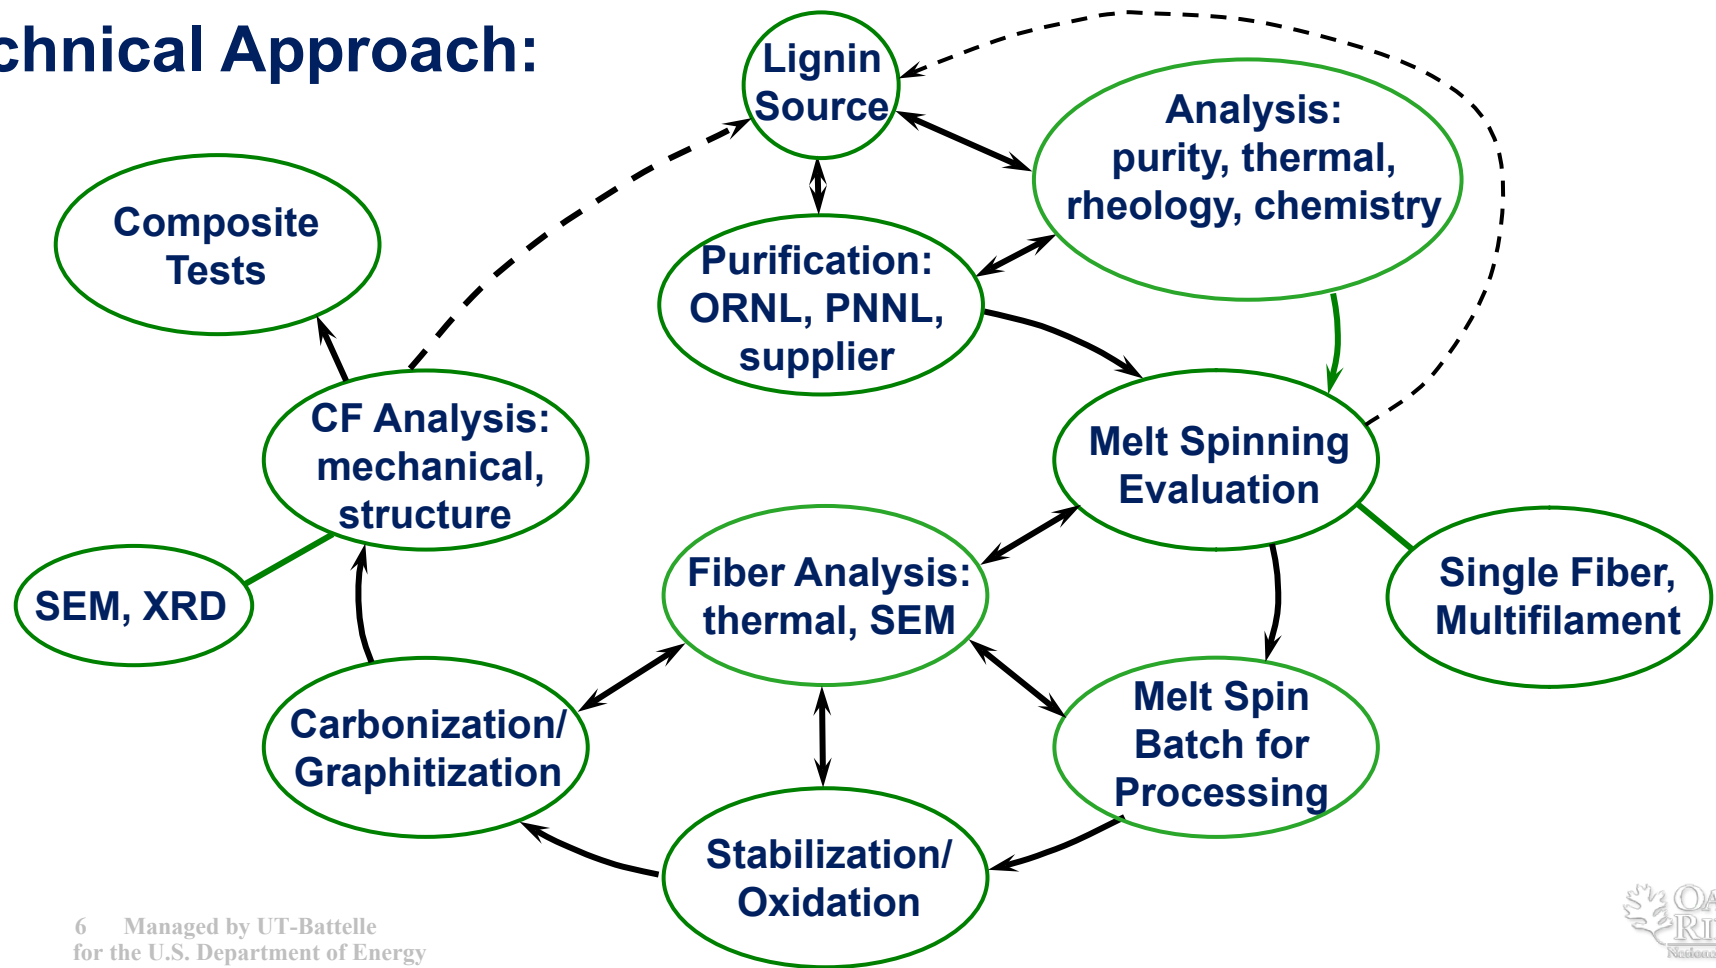 chnical Approach:
Lignin
Source
Analysis:
purity, thermal,
rheology, chemistry
Composite
Tests
Purification:
ORNL, PNNL,
supplier
CF Analysis:
mechanical,
structure
Melt Spinning
Evaluation
SEM, XRD
Fiber Analysis:
thermal, SEM
Single Fiber,
Multifilament
Carbonization/
Graphitization
Melt Spin
Batch for
Processing
Stabilization/
Oxidation
6 Managed by UT-Battelle
for the U.S. Department of Energy